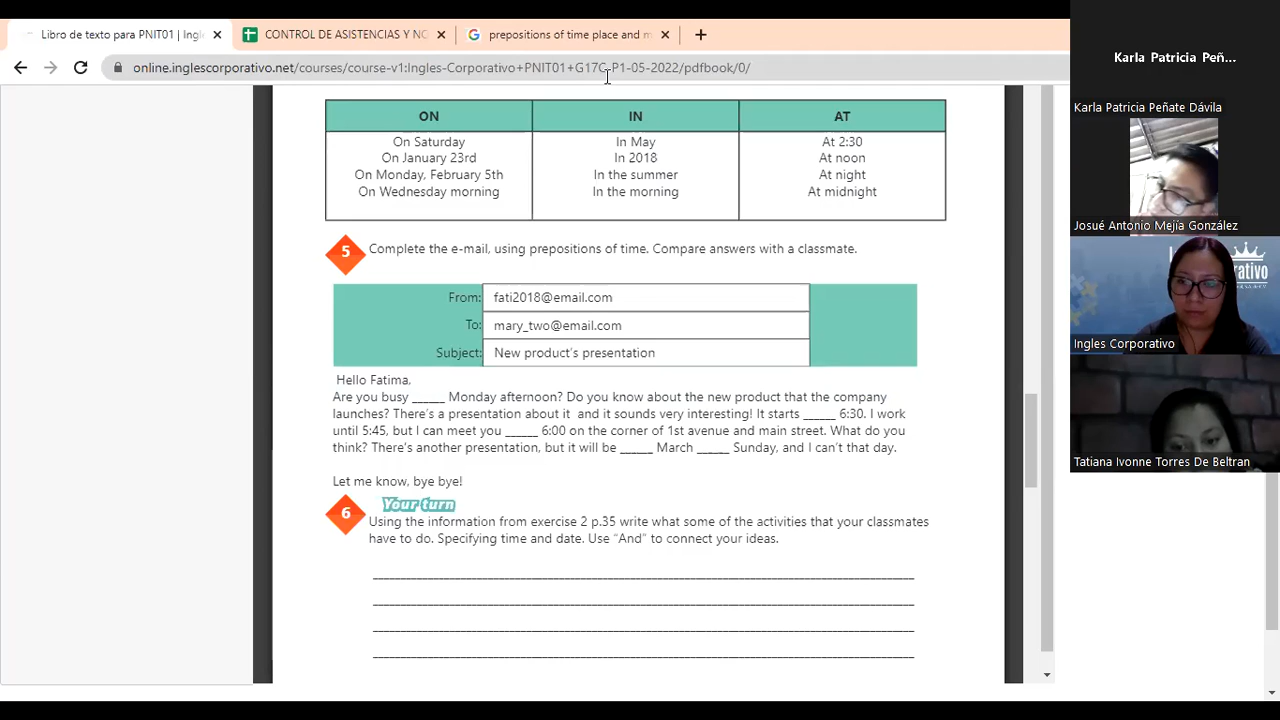 Libro de texto para PNIT01 | Ingle
CONTROL DE ASISTENCIAS Y NO
prepositions of time place and m
online.inglescorporativo.net/courses/course-v1:Ingles-Corporativo+PNIT01+G17C-P1-05-2022/pdfbook/0/
ON IN AT
On Saturday In May At 2:30
On January 23rd In 2018 At noon
On Monday, February 5th In the summer At night
On Wednesday morning In the morning At midnight
5 Complete the e-mail, using prepositions of time. Compare answers with a classmate.
From: fati2018@email.com
To: mary_two@email.com
Subject: New product's presentation
Hello Fatima,
Are you busy ______ Monday afternoon? Do you know about the new product that the company
launches? There's a presentation about it and it sounds very interesting! It starts ______ 6:30. I work
until 5:45, but I can meet you ______ 6:00 on the corner of 1st avenue and main street. What do you
think? There's another presentation, but it will be ______ March ______ Sunday, and I can't that day.
Let me know, bye bye!
Your turn
6 Using the information from exercise 2 p.35 write what some of the activities that your classmates
have to do. Specifying time and date. Use “And” to connect your ideas.
Karla Patricia Peñ...
Karla Patricia Peñate Dávila
Josué Antonio Mejía González
Ingles Corporativo
Tatiana Ivonne Torres De Beltran